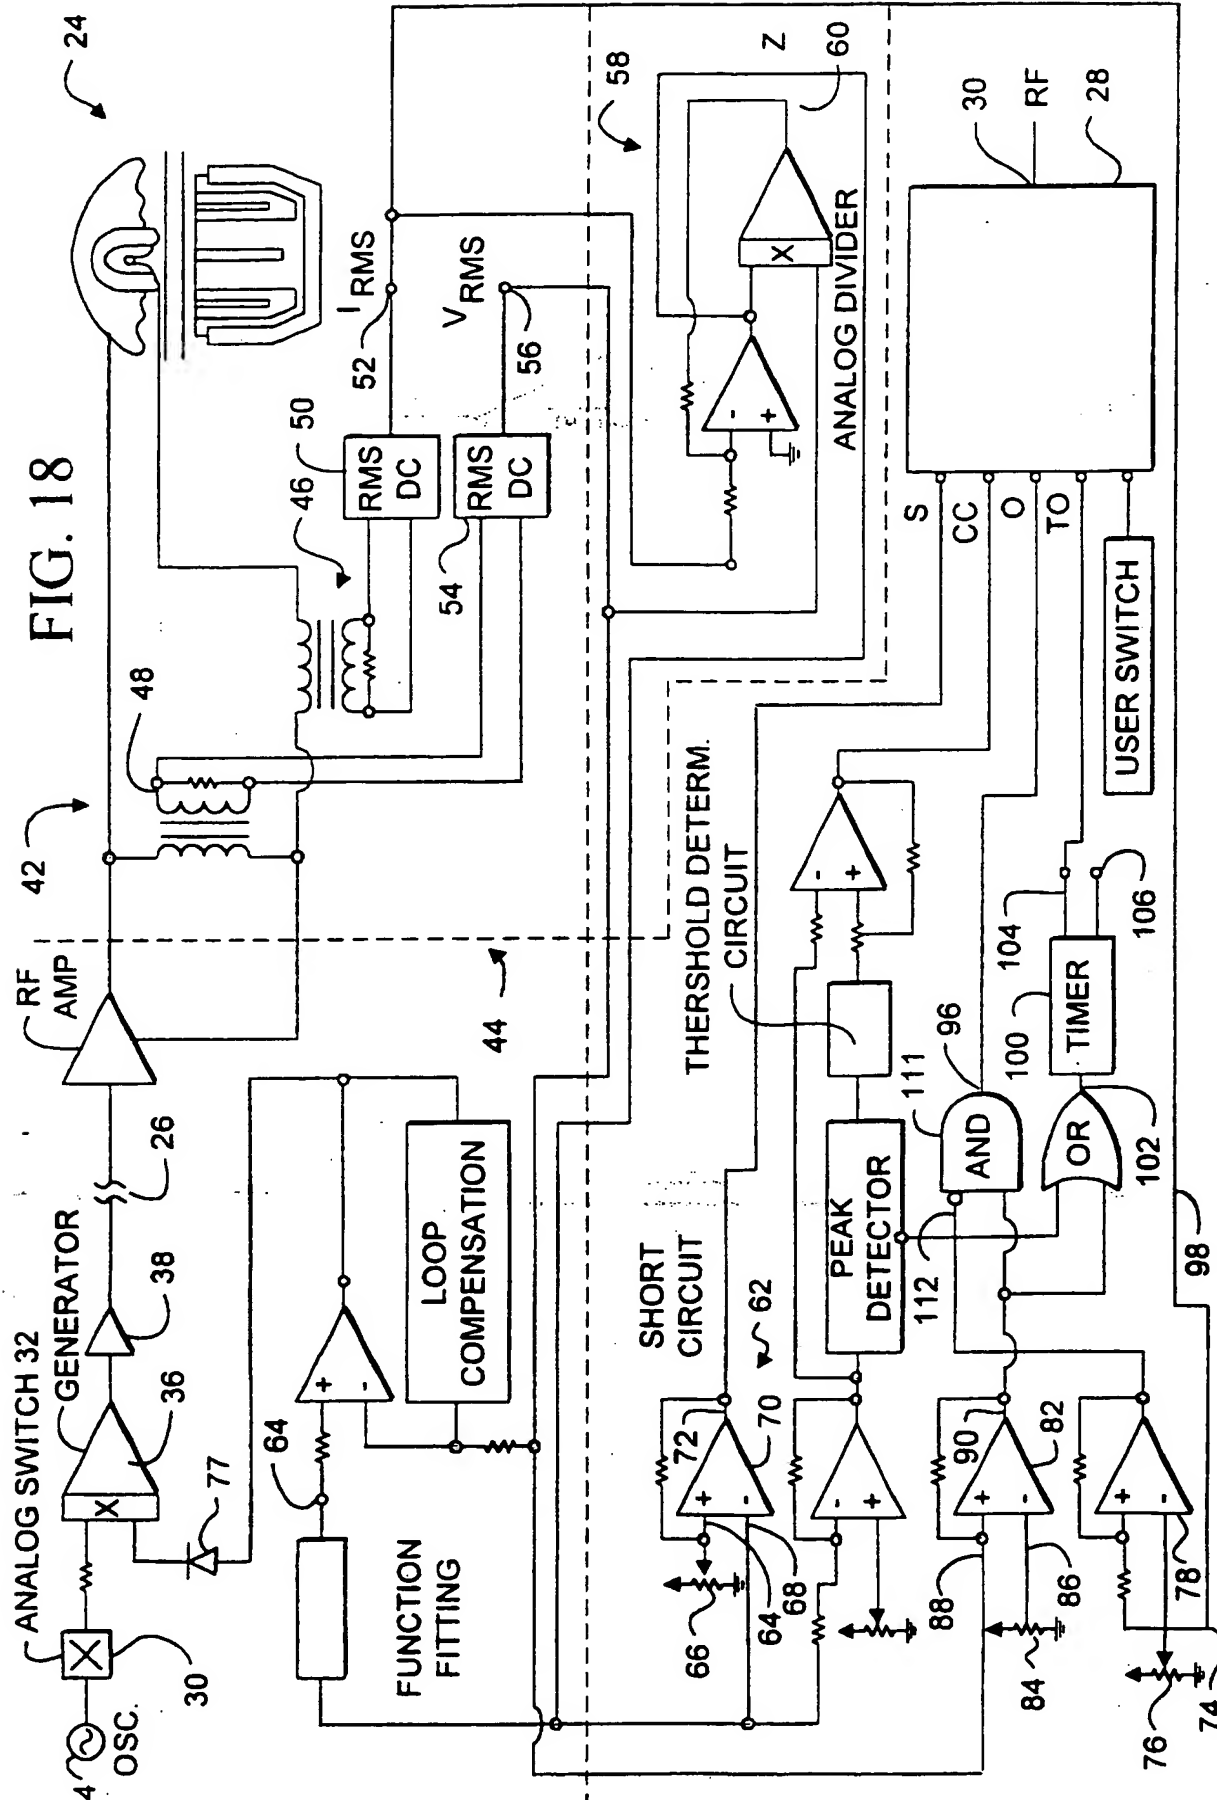 FIG. 18
24
42
48
46
50
RMS
DC
52
I RMS
54
RMS
DC
56
V RMS
RF
AMP
44
26
GENERATOR
38
36
ANALOG SWITCH 32
X
77
30
4
OSC.
+
-
64
LOOP
COMPENSATION
FUNCTION
FITTING
58
Z
60
X
-
+
ANALOG DIVIDER
30
RF
28
S
CC
O
TO
USER SWITCH
THERSHOLD DETERM.
CIRCUIT
-
+
SHORT
CIRCUIT
62
PEAK
DETECTOR
72
70
+
-
66
64
68
-
+
111
AND
96
112
100
TIMER
104
106
OR
102
98
90
82
+
-
88
86
84
+
-
78
76
74